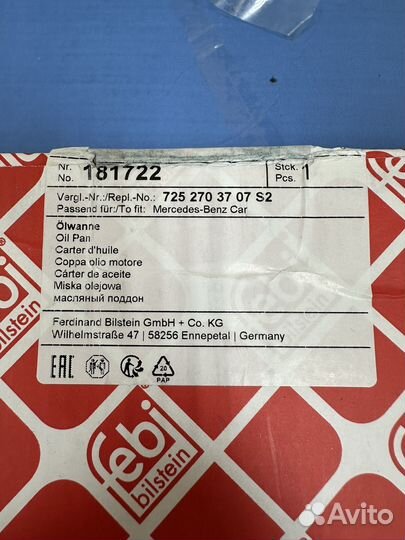 Nr.
No. 181722
Stck.
Pcs. 1
Vergl.-Nr.:/Repl.-No.: 725 270 37 07 S2
Passend für:/To fit: Mercedes-Benz Car
Ölwanne
Oil Pan
Carter d'huile
Coppa olio motore
Cárter de aceite
Miska olejowa
масляный поддон
Ferdinand Bilstein GmbH + Co. KG
Wilhelmstraße 47 | 58256 Ennepetal | Germany
EAC
20
PAP
febi
bilstein
febi
bilstein
Avito